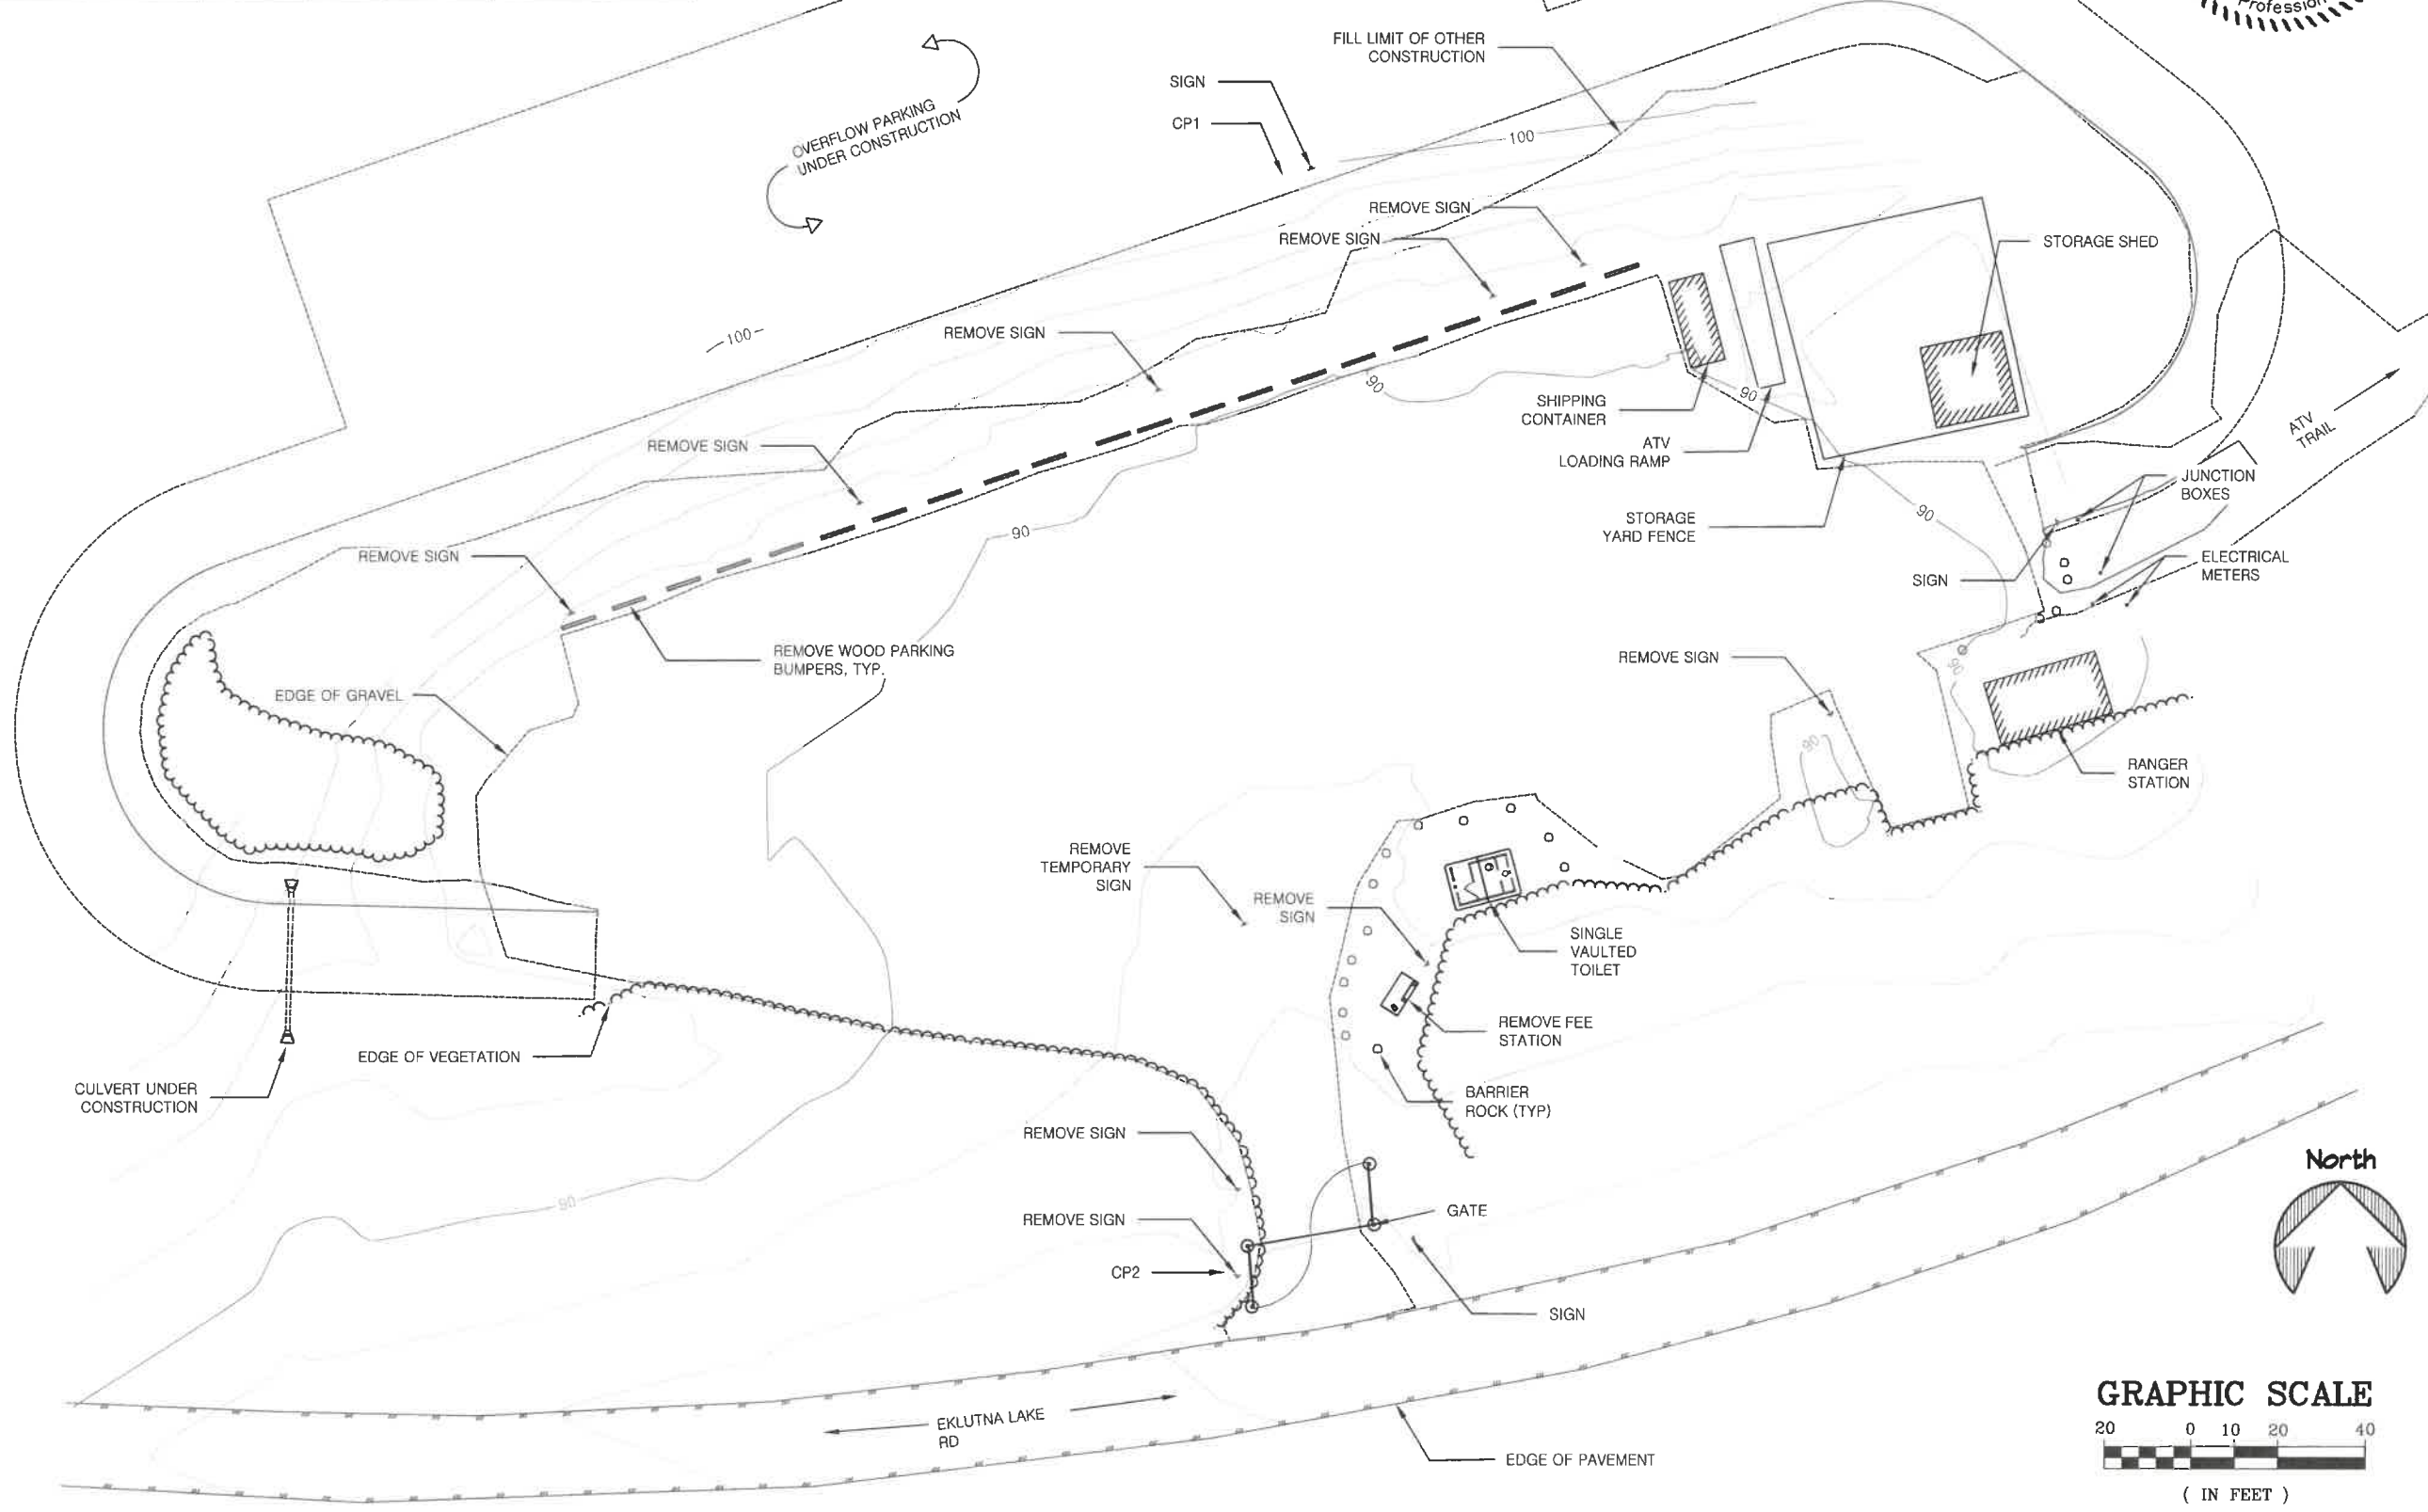 Profession
FILL LIMIT OF OTHER
CONSTRUCTION
SIGN
CP1
OVERFLOW PARKING
UNDER CONSTRUCTION
100
REMOVE SIGN
REMOVE SIGN
STORAGE SHED
100
REMOVE SIGN
90
90
SHIPPING
CONTAINER
ATV
LOADING RAMP
ATV
TRAIL
REMOVE SIGN
JUNCTION
BOXES
90
STORAGE
YARD FENCE
90
REMOVE SIGN
ELECTRICAL
METERS
SIGN
REMOVE WOOD PARKING
BUMPERS, TYP.
REMOVE SIGN
90
EDGE OF GRAVEL
90
RANGER
STATION
REMOVE
TEMPORARY
SIGN
REMOVE
SIGN
SINGLE
VAULTED
TOILET
REMOVE FEE
STATION
EDGE OF VEGETATION
CULVERT UNDER
CONSTRUCTION
BARRIER
ROCK (TYP)
REMOVE SIGN
North
90
REMOVE SIGN
GATE
CP2
SIGN
GRAPHIC SCALE
20 0 10 20 40
( IN FEET )
EKLUTNA LAKE
RD
EDGE OF PAVEMENT